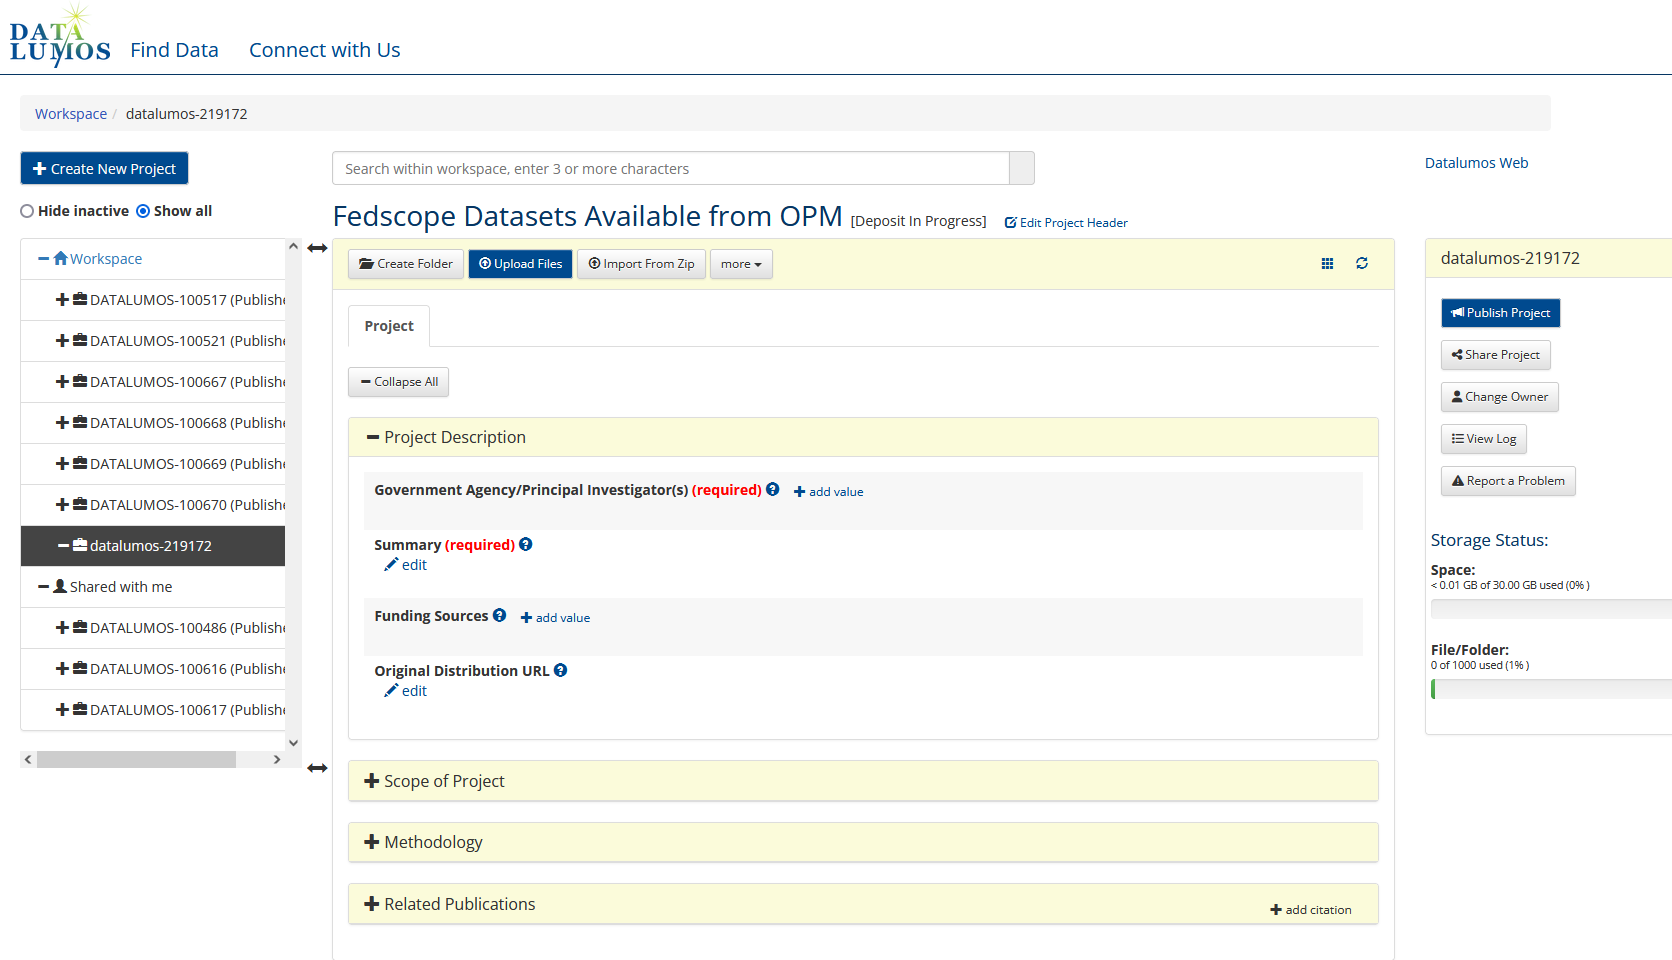 DATA
LUMOS
Find Data
Connect with Us
Workspace / datalumos-219172
Create New Project
Search within workspace, enter 3 or more characters
Datalumos Web
Hide inactive
Show all
Fedscope Datasets Available from OPM [Deposit In Progress] Edit Project Header
Workspace
DATALUMOS-100517 (Publishe
DATALUMOS-100521 (Publishe
DATALUMOS-100667 (Publishe
DATALUMOS-100668 (Publishe
DATALUMOS-100669 (Publishe
DATALUMOS-100670 (Publishe
datalumos-219172
Shared with me
DATALUMOS-100486 (Publishe
DATALUMOS-100616 (Publishe
DATALUMOS-100617 (Publishe
Create Folder
Upload Files
Import From Zip
more
Project
Collapse All
Project Description
Government Agency/Principal Investigator(s) (required) ? add value
Summary (required) ?
edit
Funding Sources ? add value
Original Distribution URL ?
edit
Scope of Project
Methodology
Related Publications
add citation
datalumos-219172
Publish Project
Share Project
Change Owner
View Log
Report a Problem
Storage Status:
Space:
< 0.01 GB of 30.00 GB used (0% )
File/Folder:
0 of 1000 used (1% )